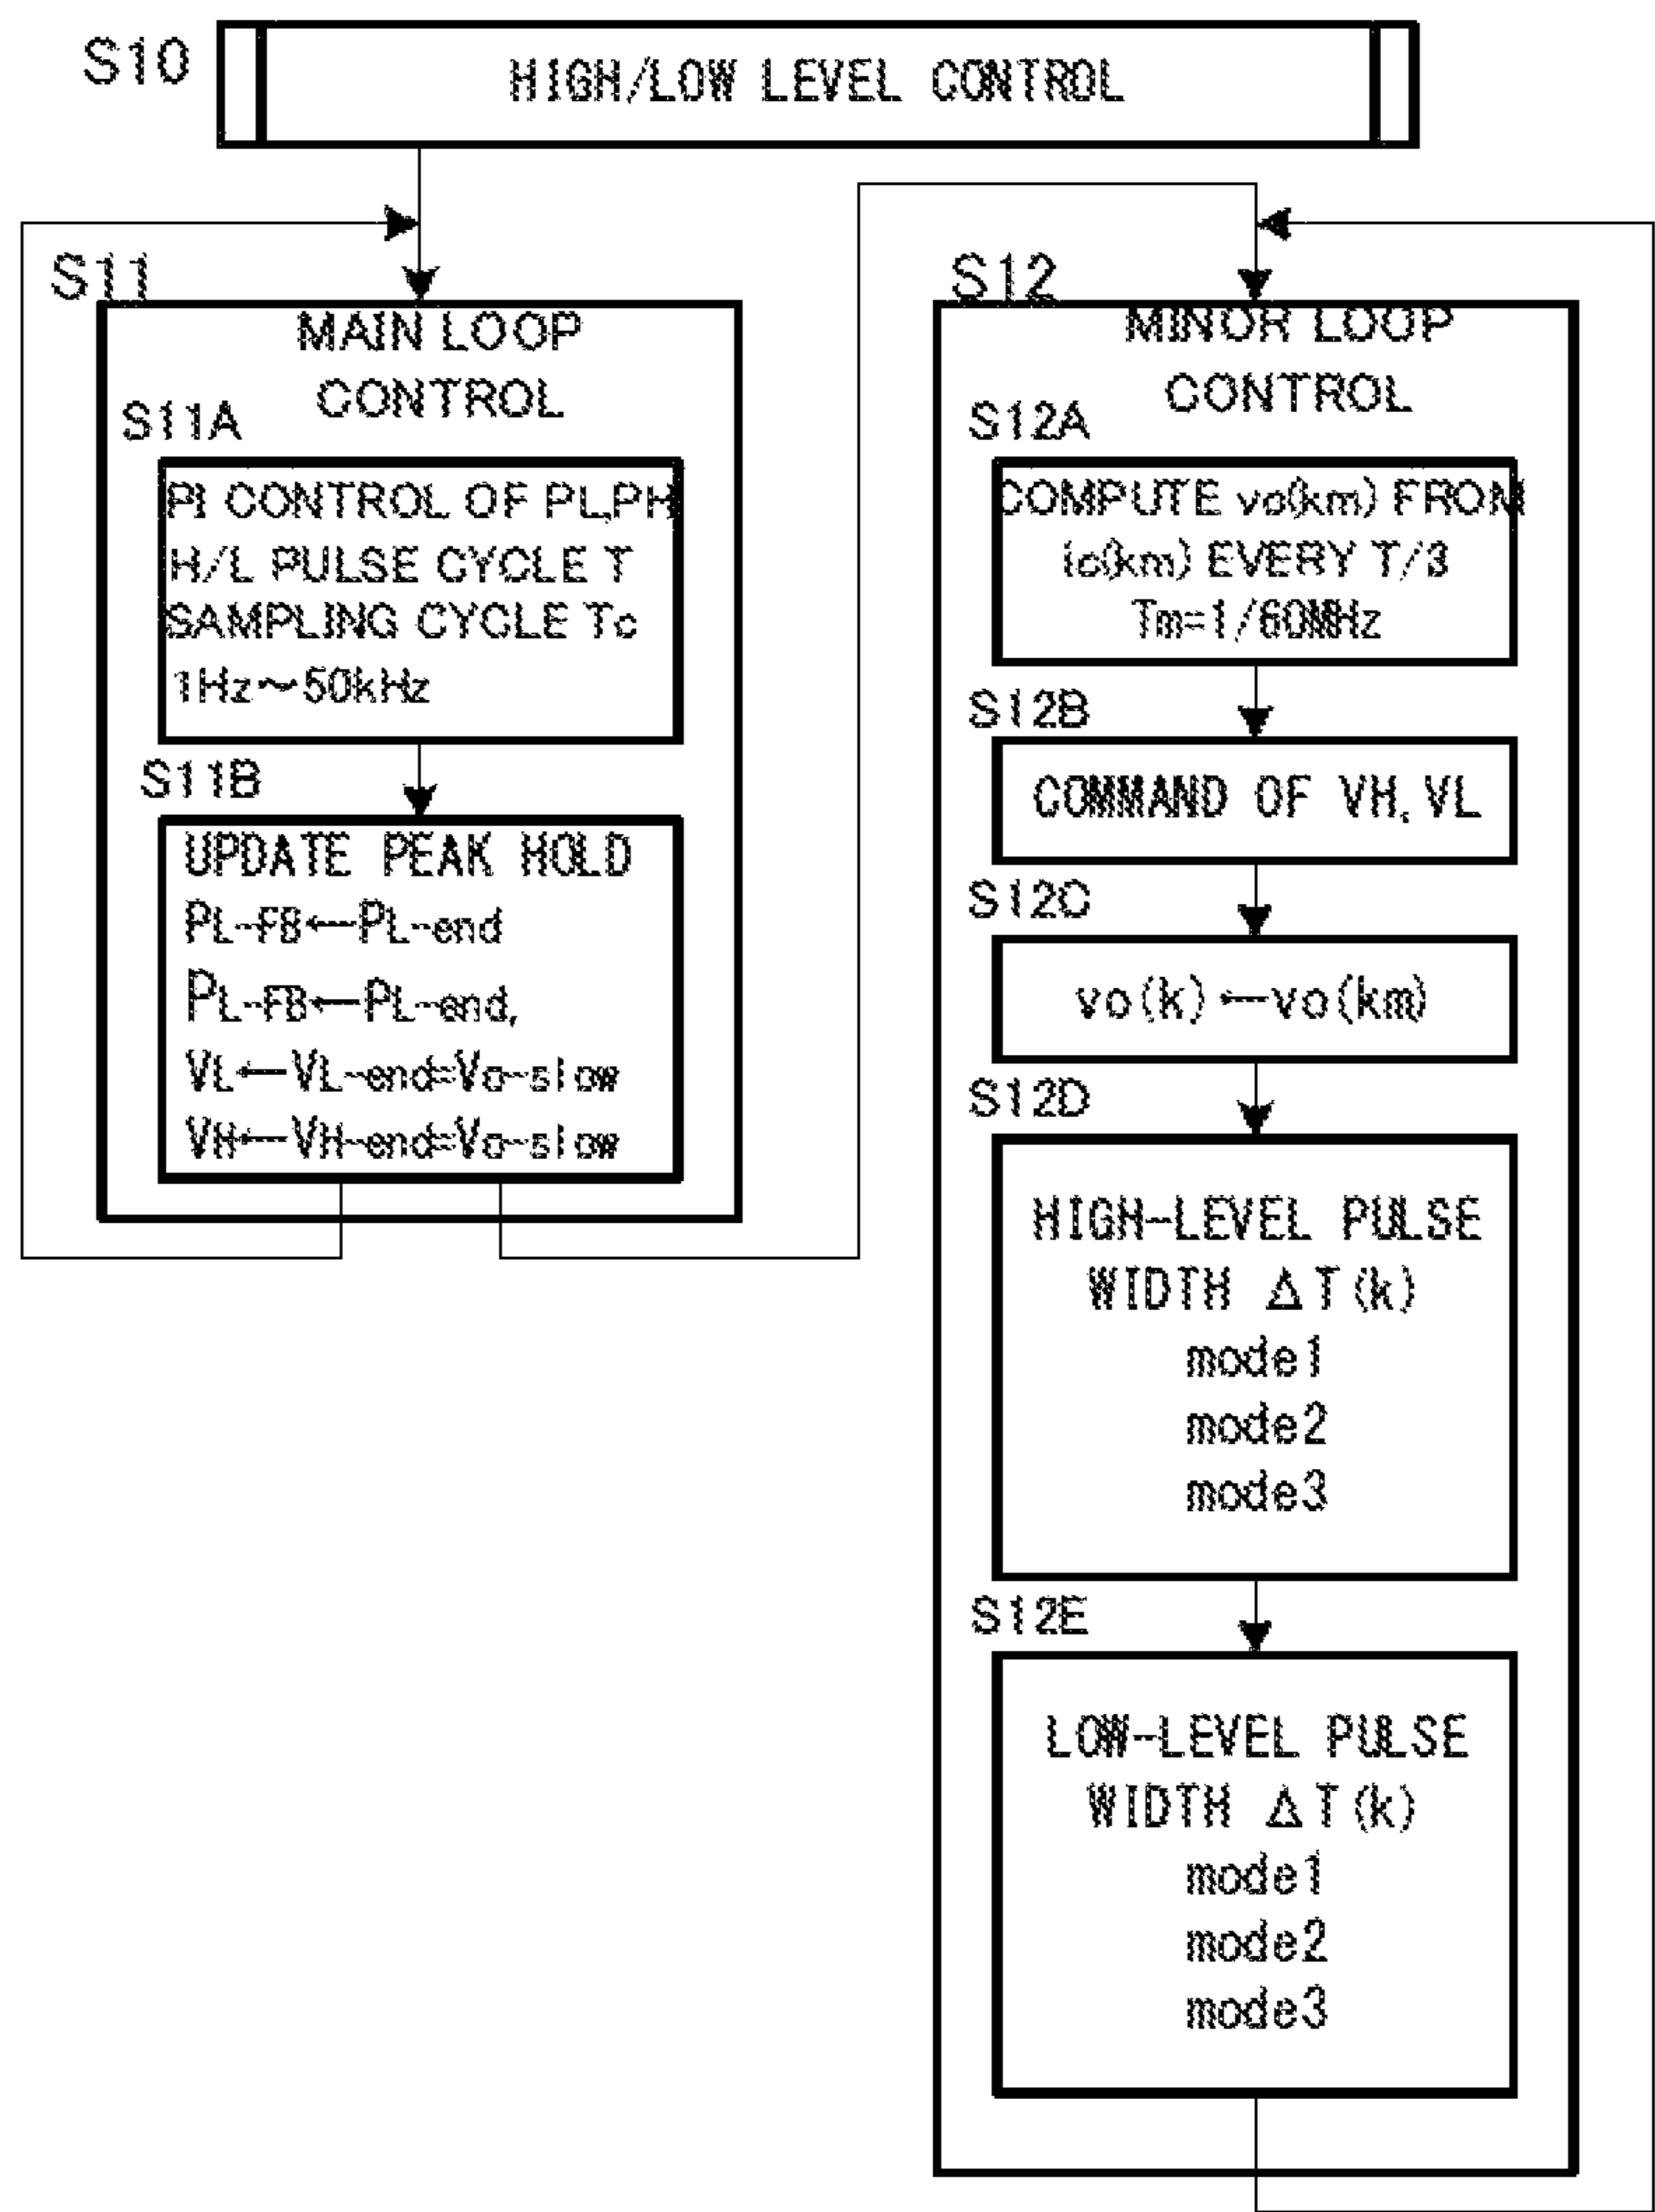 S10
HIGH/LOW LEVEL CONTROL
S11
MAIN LOOP
CONTROL
S11A
PI CONTROL OF PL,PH
H/L PULSE CYCLE T
SAMPLING CYCLE Tc
1Hz～50kHz
S11B
UPDATE PEAK HOLD
PL-FB←PL-end
PL-FB←PL-end,
VL←VL-end=Vo-slow
VH←VH-end=Vo-slow
S12
MINOR LOOP
CONTROL
S12A
COMPUTE vo(km) FROM
ic(km) EVERY T/3
Tm=1/60MHz
S12B
COMMAND OF VH,VL
S12C
vo(k)←vo(km)
S12D
HIGH-LEVEL PULSE
WIDTH ΔT(k)
mode1
mode2
mode3
S12E
LOW-LEVEL PULSE
WIDTH ΔT(k)
mode1
mode2
mode3